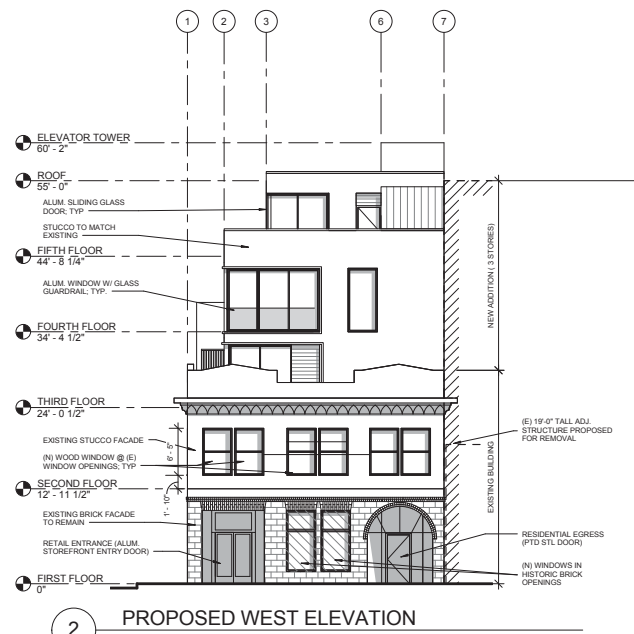 1
2
3
6
7
ELEVATOR TOWER
60' - 2"
ROOF
55' - 0"
ALUM. SLIDING GLASS
DOOR; TYP
STUCCO TO MATCH
EXISTING
FIFTH FLOOR
44' - 8 1/4"
ALUM. WINDOW W/ GLASS
GUARDRAIL; TYP.
FOURTH FLOOR
34' - 4 1/2"
NEW ADDITION ( 3 STORIES)
THIRD FLOOR
24' - 0 1/2"
EXISTING STUCCO FACADE
(N) WOOD WINDOW @ (E)
WINDOW OPENINGS; TYP
6' - 5"
(E) 19'-0" TALL ADJ.
STRUCTURE PROPOSED
FOR REMOVAL
EXISTING BUILDING
SECOND FLOOR
12' - 11 1/2"
1' - 10"
EXISTING BRICK FACADE
TO REMAIN
RETAIL ENTRANCE (ALUM.
STOREFRONT ENTRY DOOR)
RESIDENTIAL EGRESS
(PTD STL DOOR)
(N) WINDOWS IN
HISTORIC BRICK
OPENINGS
FIRST FLOOR
0"
2
PROPOSED WEST ELEVATION